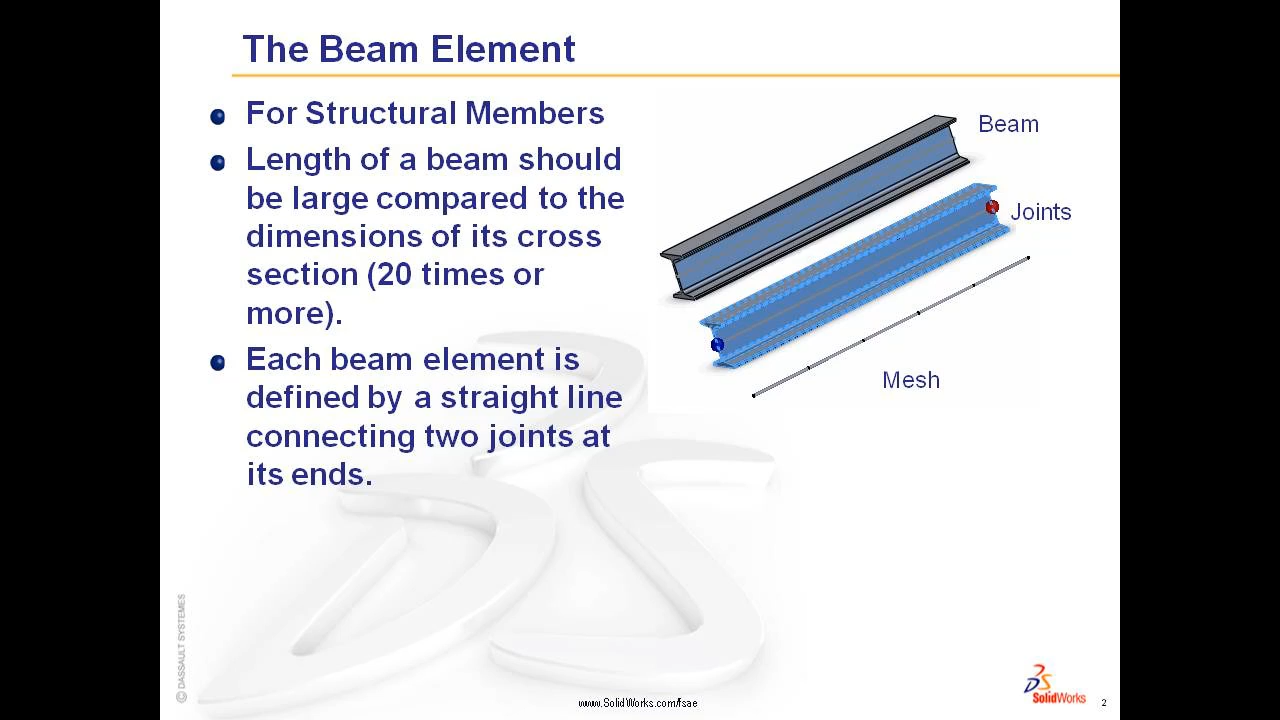 The Beam Element
For Structural Members
Length of a beam should
be large compared to the
dimensions of its cross
section (20 times or
more).
Each beam element is
defined by a straight line
connecting two joints at
its ends.
Beam
Joints
Mesh
© DASSAULT SYSTEMES
www.SolidWorks.com/fsae
SolidWorks
2